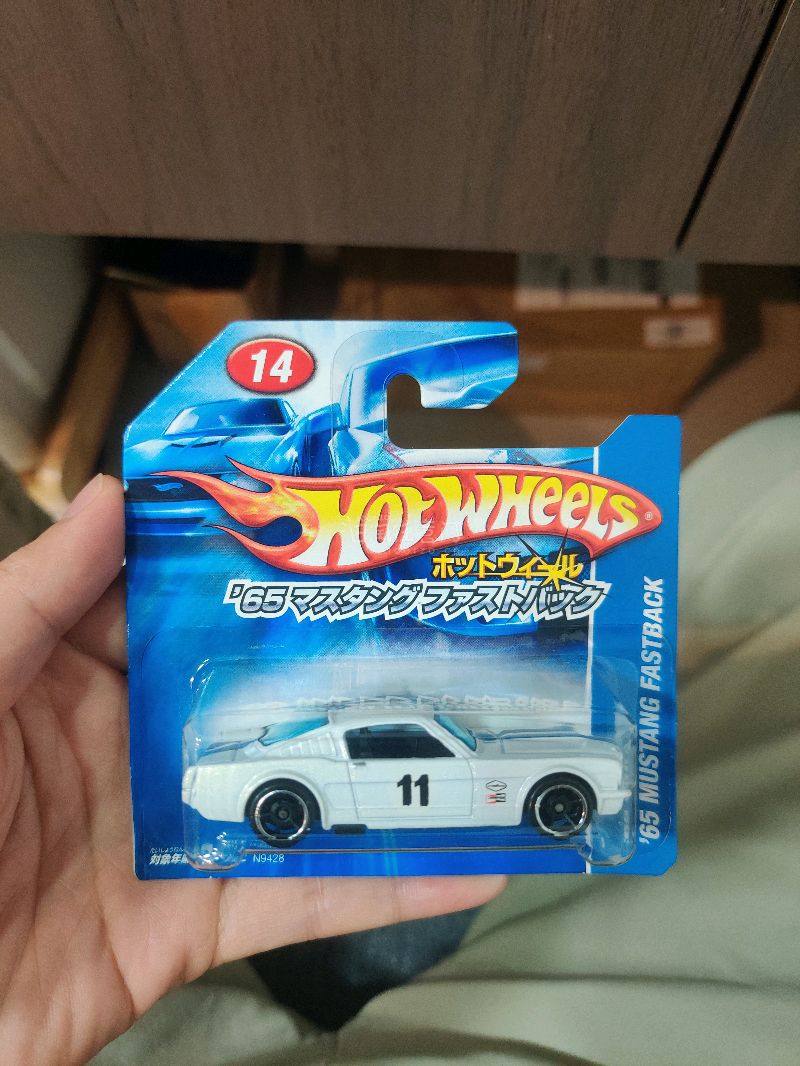 14
HOT WHEELS®
ホットウィール
'65 マスタング ファストバック
'65 MUSTANG FASTBACK
11
対象年齢
N9428